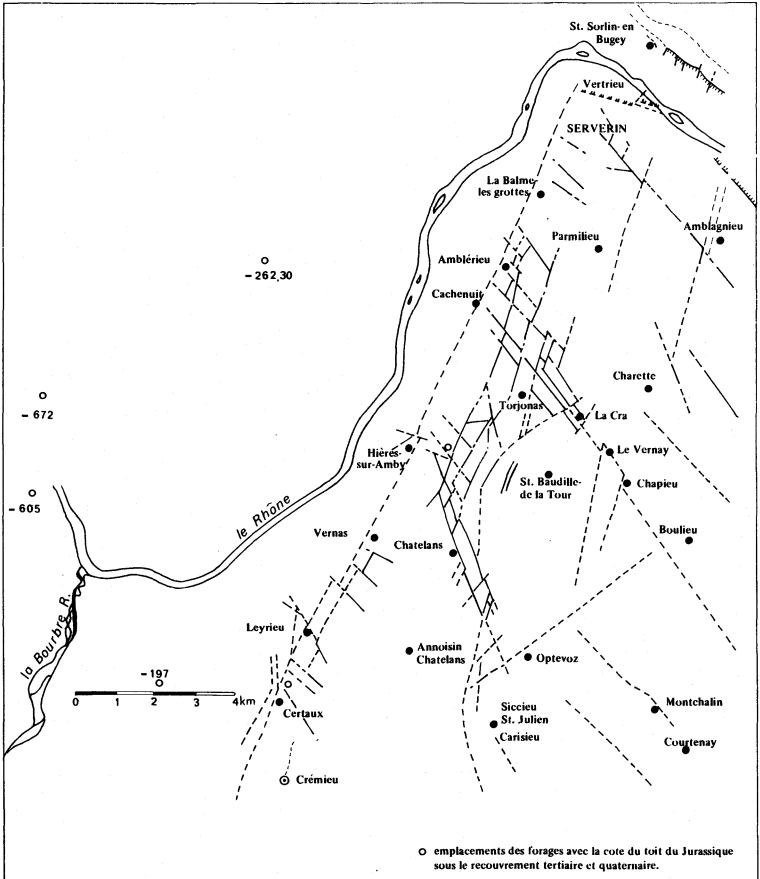 St. Sorlin-en
Bugey
Vertrieu
SERVERIN
La Balme
les grottes
Parmilieu
Amblagnieu
Amblérieu
- 262,30
Cachenuit
Charette
- 672
Torjonas
La Cra
Hières-
sur-Amby
Le Vernay
St. Baudille-
de la Tour
Chapieu
- 605
le Rhône
Vernas
Chatelans
Boulieu
la Bourbre R.
Leyrieu
Annoisin
Chatelans
Optevoz
-197
0 1 2 3 4km
Certaux
Siccieu
St. Julien
Carisieu
Montchalin
Courtenay
Crémieu
emplacements des forages avec la cote du toit du Jurassique
sous le recouvrement tertiaire et quaternaire.